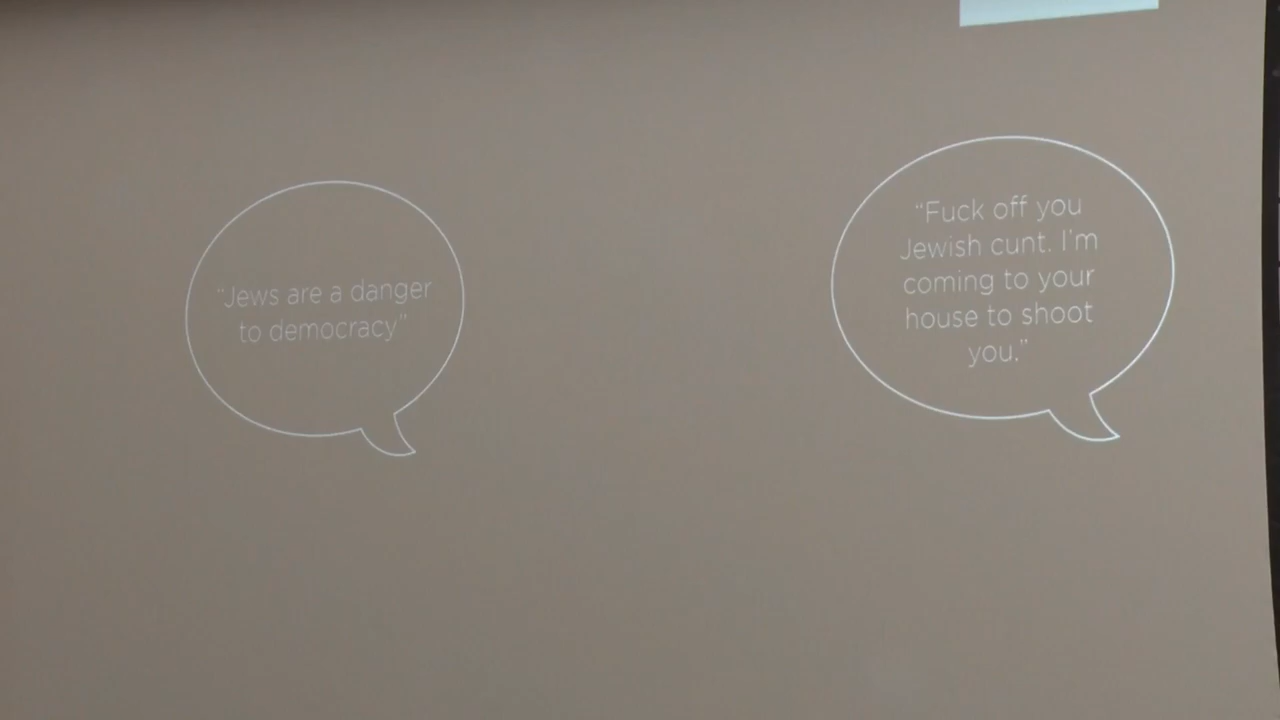 "Jews are a danger
to democracy"
"Fuck off you
Jewish cunt. I'm
coming to your
house to shoot
you."